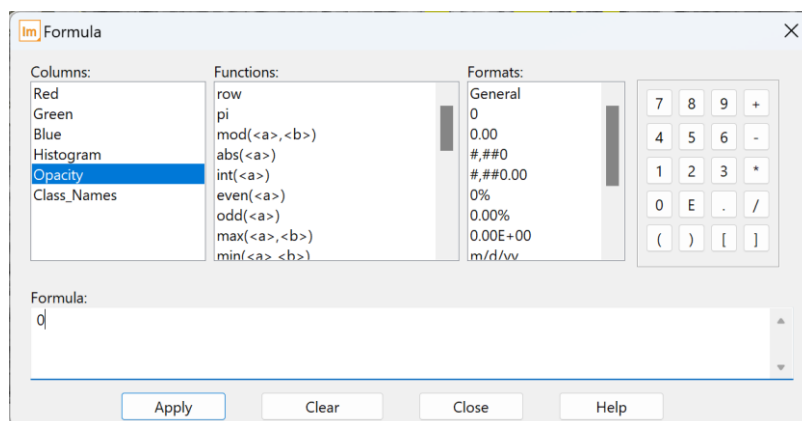 Im Formula
Columns:
Red
Green
Blue
Histogram
Opacity
Class_Names
Functions:
row
pi
mod(<a>,<b>)
abs(<a>)
int(<a>)
even(<a>)
odd(<a>)
max(<a>,<b>)
min(<a>,<b>)
Formats:
General
0
0.00
#,##0
#,##0.00
0%
0.00%
0.00E+00
m/d/yy
7 8 9 +
4 5 6 -
1 2 3 *
0 E . /
( ) [ ]
Formula:
0
Apply Clear Close Help